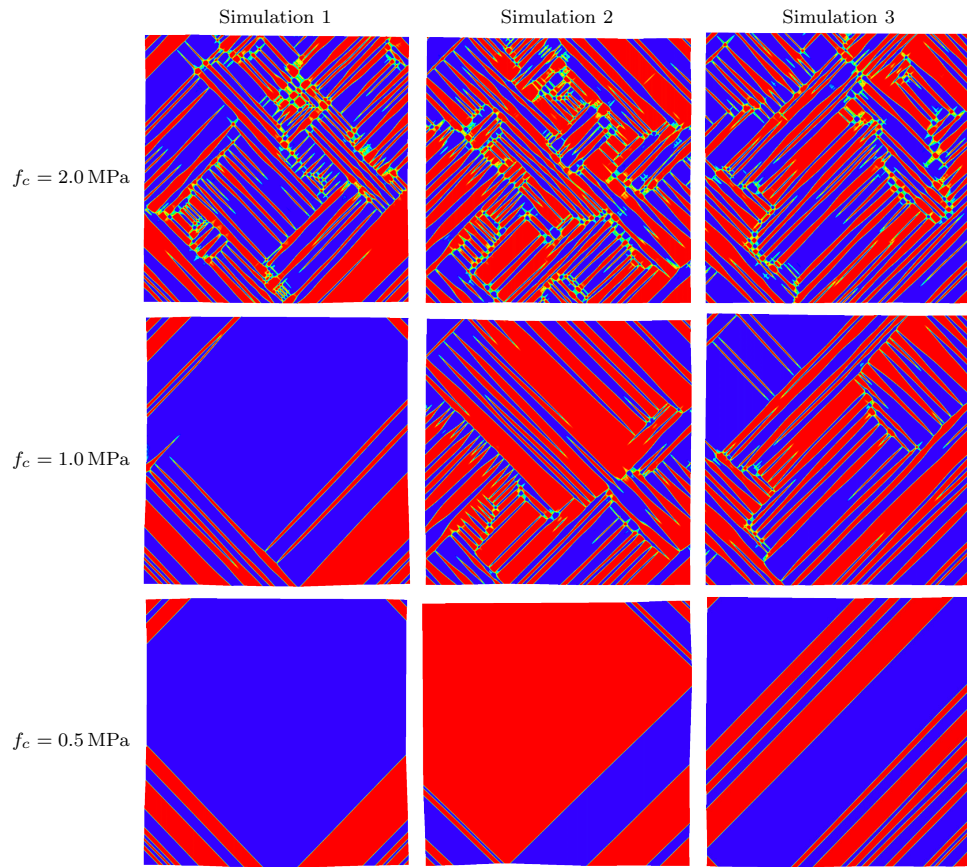 Simulation 1 Simulation 2 Simulation 3
f_c = 2.0 MPa
f_c = 1.0 MPa
f_c = 0.5 MPa